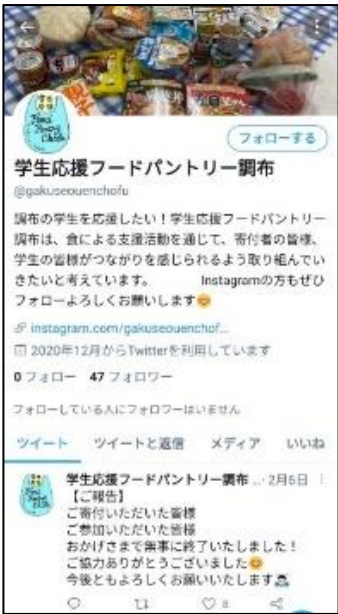 Food
Pantry
Chofu
フォローする
学生応援フードパントリー調布
@gakuseouenchofu
調布の学生を応援したい！学生応援フードパントリー
調布は、食による支援活動を通じて、寄付者の皆様、
学生の皆様がつながりを感じられるよう取り組んでい
きたいと考えています。 Instagramの方もぜひ
フォローよろしくお願いします😊
instagram.com/gakuseouenchof...
2020年12月からTwitterを利用しています
0 フォロー 47 フォロワー
フォローしている人にフォロワーはいません
ツイート ツイートと返信 メディア いいね
学生応援フードパントリー調布 ... · 2月6日
【ご報告】
ご寄付いただいた皆様
ご参加いただいた皆様
おかげさまで無事に終了いたしました！
ご協力ありがとうございました😊
今後ともよろしくお願いいたします🙇
8